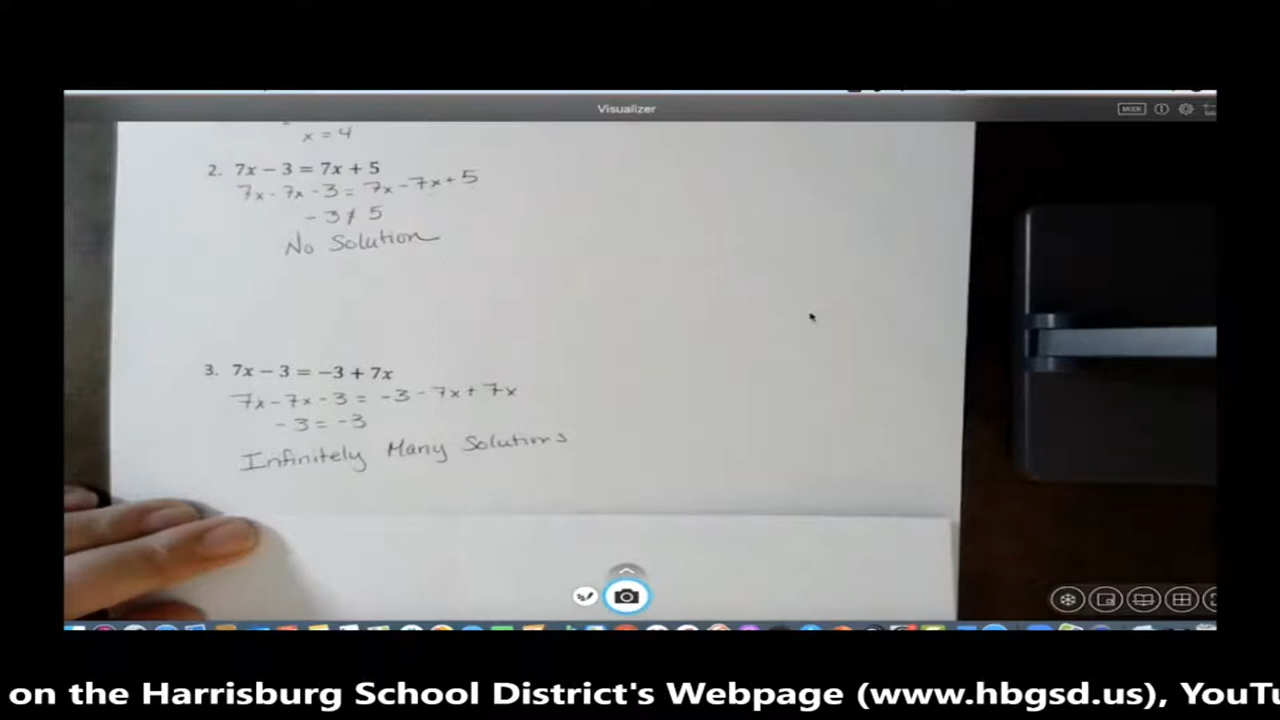 Visualizer
MODE
x = 4
2. 7x − 3 = 7x + 5
7x - 7x - 3 = 7x - 7x + 5
- 3 ≠ 5
No Solution
3. 7x − 3 = −3 + 7x
7x - 7x - 3 = -3 - 7x + 7x
- 3 = -3
Infinitely Many Solutions
on the Harrisburg School District's Webpage (www.hbgsd.us), YouTu